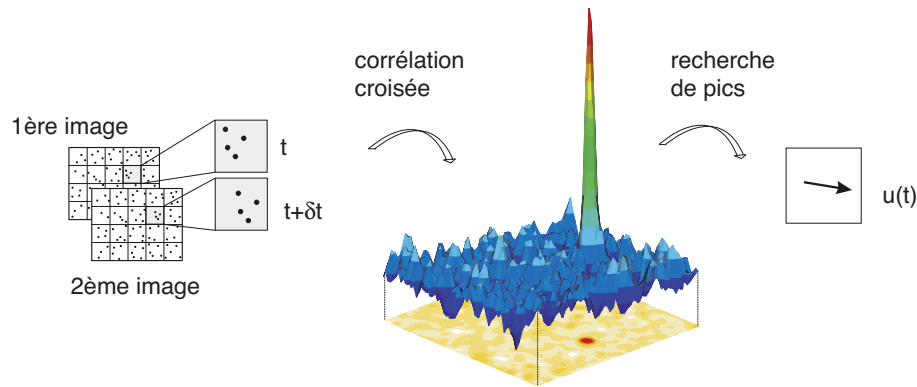 1ère image
t
t+δt
2ème image
corrélation
croisée
recherche
de pics
u(t)